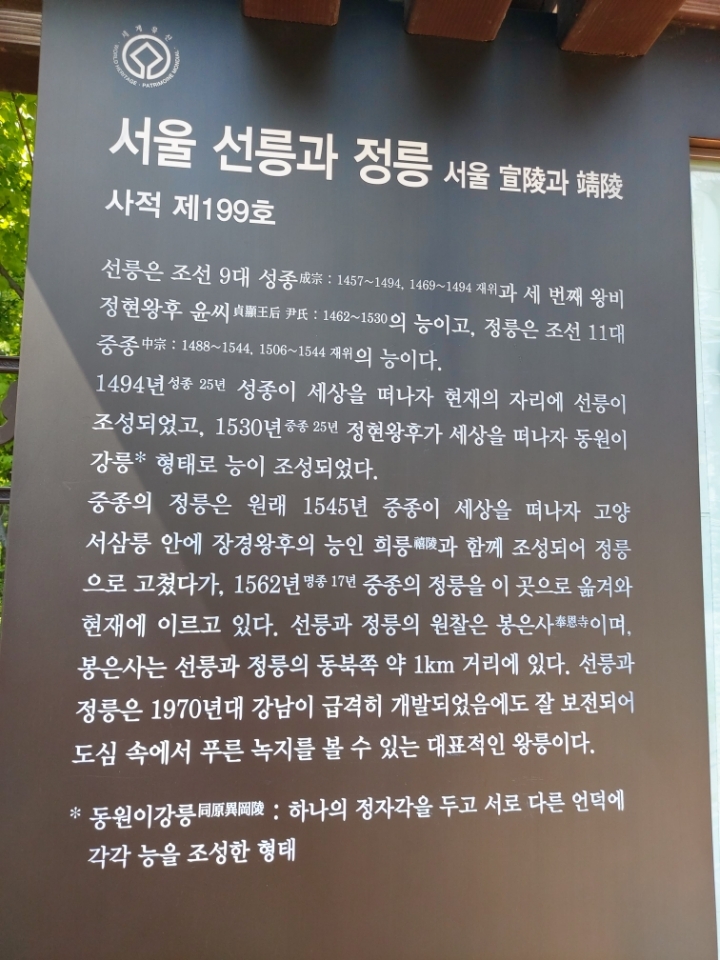 세계유산
WORLD HERITAGE · PATRIMOINE MONDIAL
서울 선릉과 정릉 서울 宣陵과 靖陵
사적 제199호
선릉은 조선 9대 성종成宗 : 1457~1494, 1469~1494 재위과 세 번째 왕비
정현왕후 윤씨貞顯王后 尹氏 : 1462~1530의 능이고, 정릉은 조선 11대
중종中宗 : 1488~1544, 1506~1544 재위의 능이다.
1494년성종 25년 성종이 세상을 떠나자 현재의 자리에 선릉이
조성되었고, 1530년중종 25년 정현왕후가 세상을 떠나자 동원이
강릉* 형태로 능이 조성되었다.
중종의 정릉은 원래 1545년 중종이 세상을 떠나자 고양
서삼릉 안에 장경왕후의 능인 희릉禧陵과 함께 조성되어 정릉
으로 고쳤다가, 1562년명종 17년 중종의 정릉을 이 곳으로 옮겨와
현재에 이르고 있다. 선릉과 정릉의 원찰은 봉은사奉恩寺이며,
봉은사는 선릉과 정릉의 동북쪽 약 1km 거리에 있다. 선릉과
정릉은 1970년대 강남이 급격히 개발되었음에도 잘 보전되어
도심 속에서 푸른 녹지를 볼 수 있는 대표적인 왕릉이다.
* 동원이강릉同原異岡陵 : 하나의 정자각을 두고 서로 다른 언덕에
각각 능을 조성한 형태